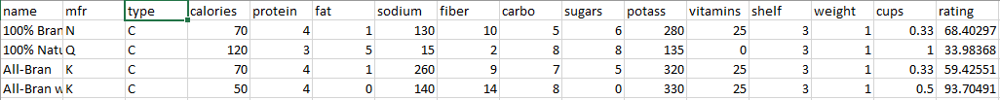 name mfr type calories protein fat sodium fiber carbo sugars potass vitamins shelf weight cups rating
100% Bran N C 70 4 1 130 10 5 6 280 25 3 1 0.33 68.40297
100% Natu Q C 120 3 5 15 2 8 8 135 0 3 1 1 33.98368
All-Bran K C 70 4 1 260 9 7 5 320 25 3 1 0.33 59.42551
All-Bran w K C 50 4 0 140 14 8 0 330 25 3 1 0.5 93.70491